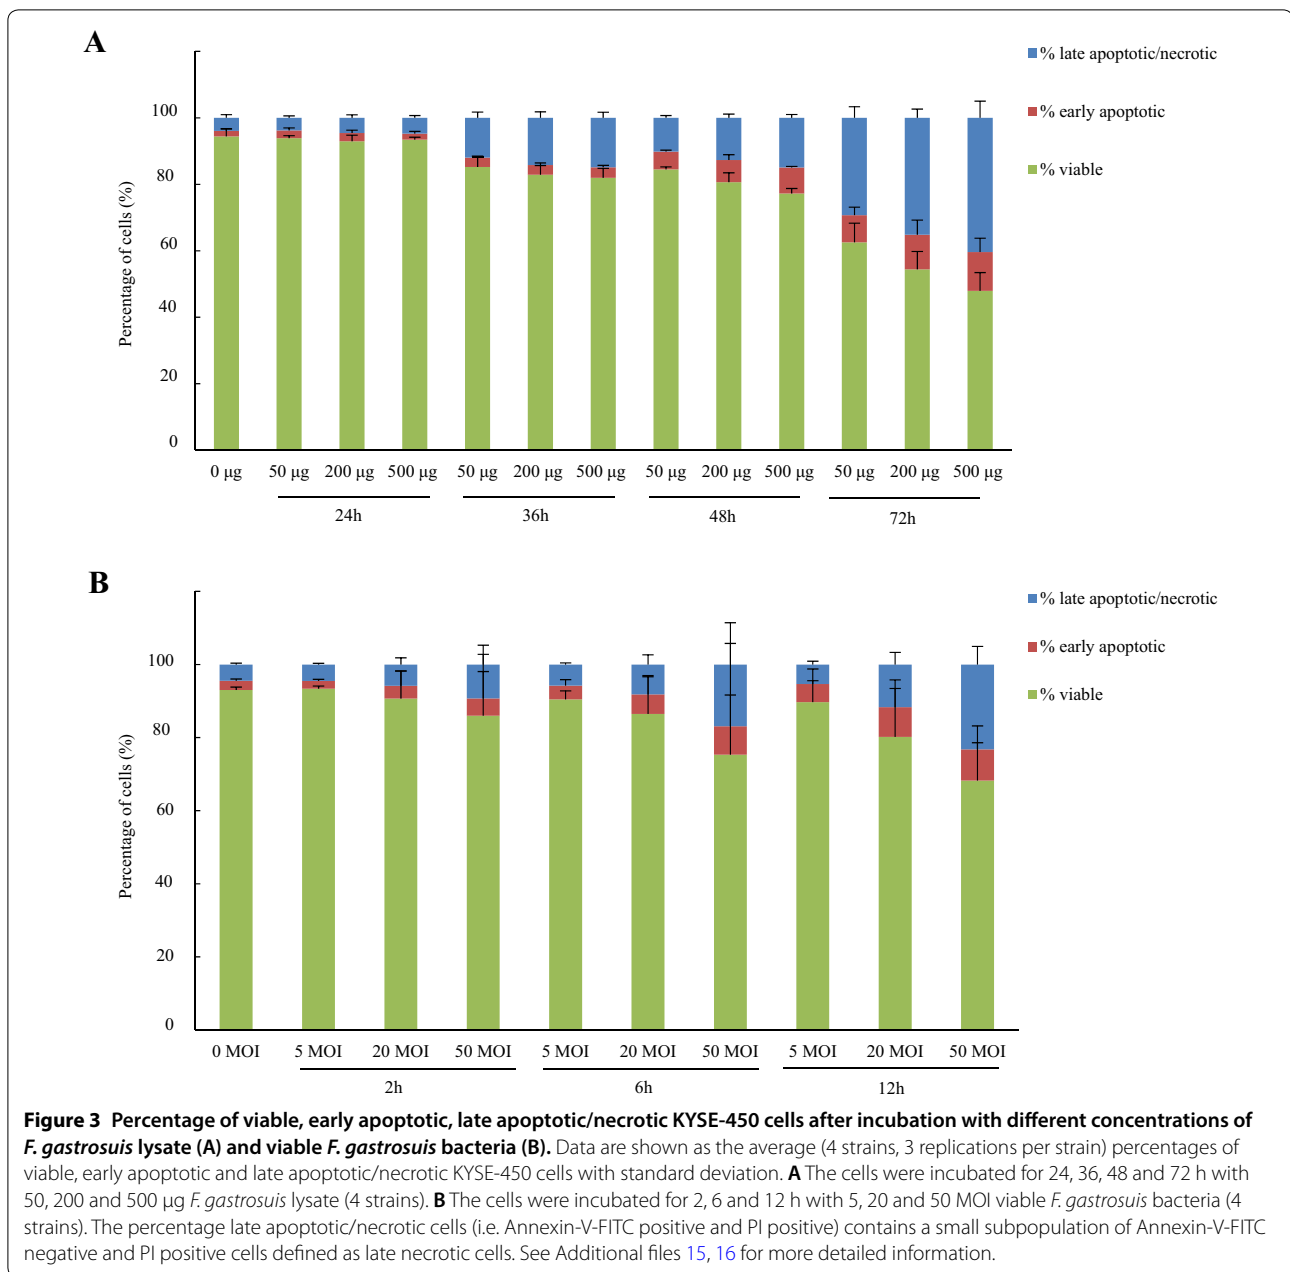 A
% late apoptotic/necrotic
% early apoptotic
% viable
Percentage of cells (%)
100
80
60
40
20
0
0 µg 50 µg 200 µg 500 µg 50 µg 200 µg 500 µg 50 µg 200 µg 500 µg 50 µg 200 µg 500 µg
24h 36h 48h 72h
B
% late apoptotic/necrotic
% early apoptotic
% viable
Percentage of cells (%)
100
80
60
40
20
0
0 MOI 5 MOI 20 MOI 50 MOI 5 MOI 20 MOI 50 MOI 5 MOI 20 MOI 50 MOI
2h 6h 12h
Figure 3 Percentage of viable, early apoptotic, late apoptotic/necrotic KYSE-450 cells after incubation with different concentrations of
F. gastrosuis lysate (A) and viable F. gastrosuis bacteria (B). Data are shown as the average (4 strains, 3 replications per strain) percentages of
viable, early apoptotic and late apoptotic/necrotic KYSE-450 cells with standard deviation. A The cells were incubated for 24, 36, 48 and 72 h with
50, 200 and 500 µg F. gastrosuis lysate (4 strains). B The cells were incubated for 2, 6 and 12 h with 5, 20 and 50 MOI viable F. gastrosuis bacteria (4
strains). The percentage late apoptotic/necrotic cells (i.e. Annexin-V-FITC positive and PI positive) contains a small subpopulation of Annexin-V-FITC
negative and PI positive cells defined as late necrotic cells. See Additional files 15, 16 for more detailed information.